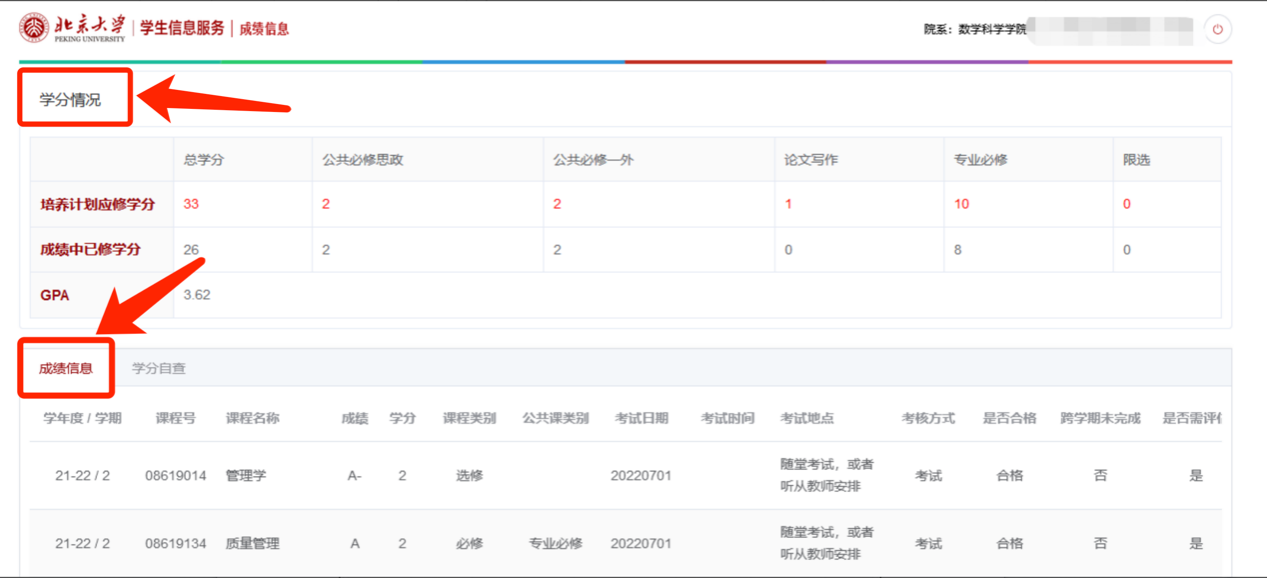 北京大学 PEKING UNIVERSITY | 学生信息服务 | 成绩信息 院系：数学科学学院
学分情况
总学分 公共必修思政 公共必修一外 论文写作 专业必修 限选
培养计划应修学分 33 2 2 1 10 0
成绩中已修学分 26 2 2 0 8 0
GPA 3.62
成绩信息 学分自查
学年度 / 学期 课程号 课程名称 成绩 学分 课程类别 公共课类别 考试日期 考试时间 考试地点 考核方式 是否合格 跨学期未完成 是否需评
21-22 / 2 08619014 管理学 A- 2 选修 20220701 随堂考试，或者 考试 合格 否 是
听从教师安排
21-22 / 2 08619134 质量管理 A 2 必修 专业必修 20220701 随堂考试，或者 考试 合格 否 是
听从教师安排